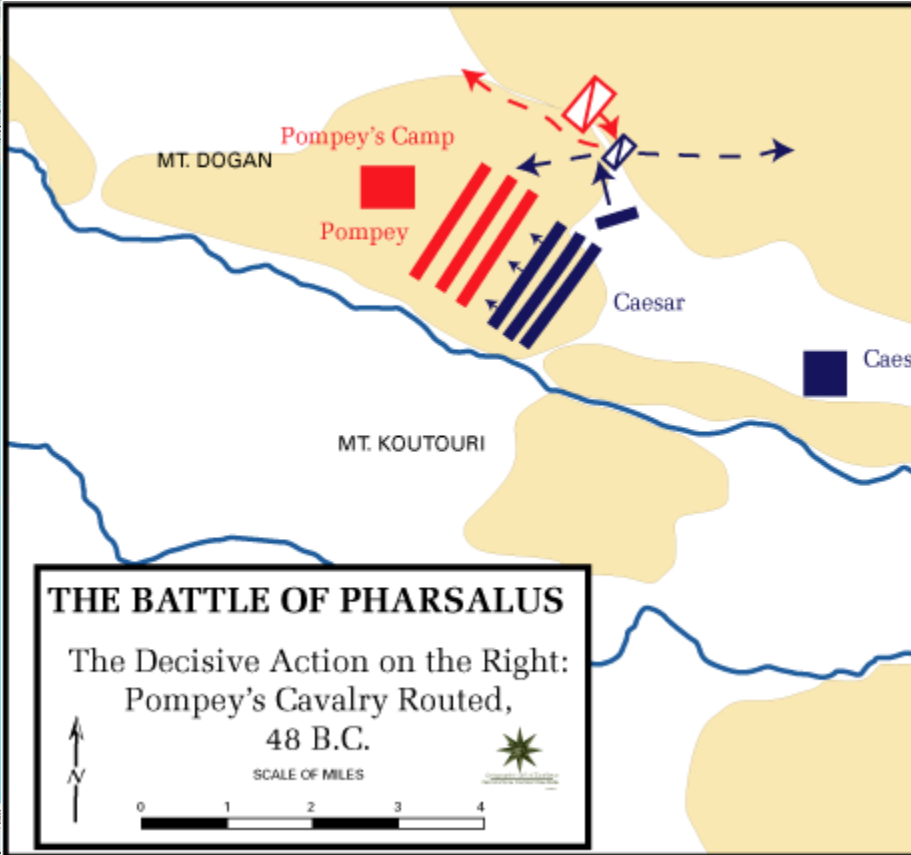 Pompey's Camp
MT. DOGAN
Pompey
Caesar
Caes
MT. KOUTOURI
THE BATTLE OF PHARSALUS
The Decisive Action on the Right:
Pompey's Cavalry Routed,
48 B.C.
SCALE OF MILES
N
0 1 2 3 4